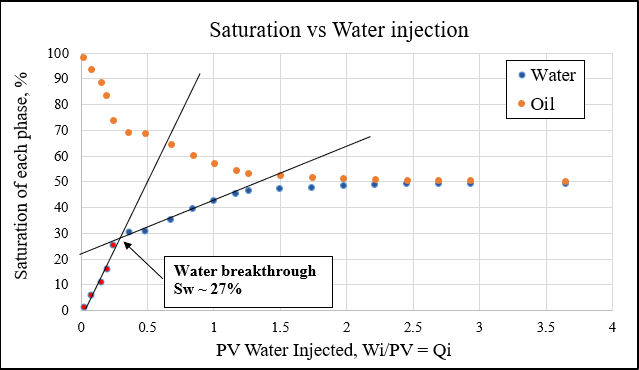 Saturation vs Water injection
Saturation of each phase, %
100
90
80
70
60
50
40
30
20
10
0
Water
Oil
Water breakthrough
Sw ~ 27%
0 0.5 1 1.5 2 2.5 3 3.5 4
PV Water Injected, Wi/PV = Qi